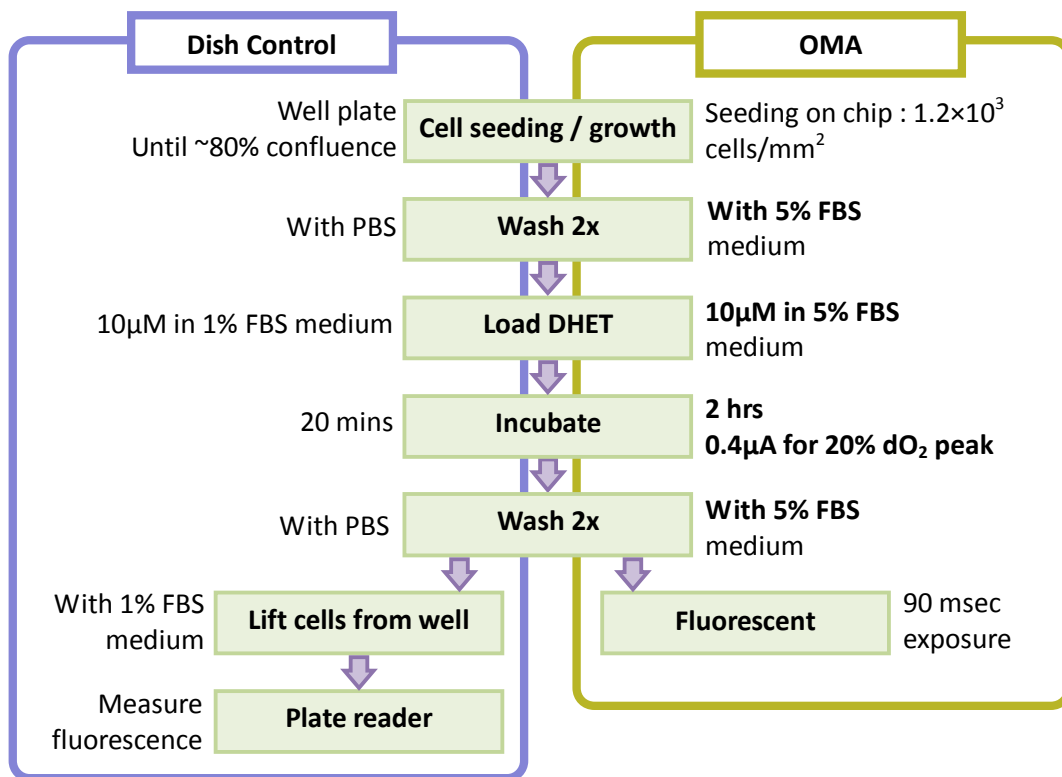 Dish Control
OMA
Well plate
Until ~80% confluence
Cell seeding / growth
Seeding on chip : 1.2×10³
cells/mm²
With PBS
Wash 2x
With 5% FBS
medium
10µM in 1% FBS medium
Load DHET
10µM in 5% FBS
medium
20 mins
Incubate
2 hrs
0.4µA for 20% dO₂ peak
With PBS
Wash 2x
With 5% FBS
medium
With 1% FBS
medium
Lift cells from well
Fluorescent
90 msec
exposure
Measure
fluorescence
Plate reader